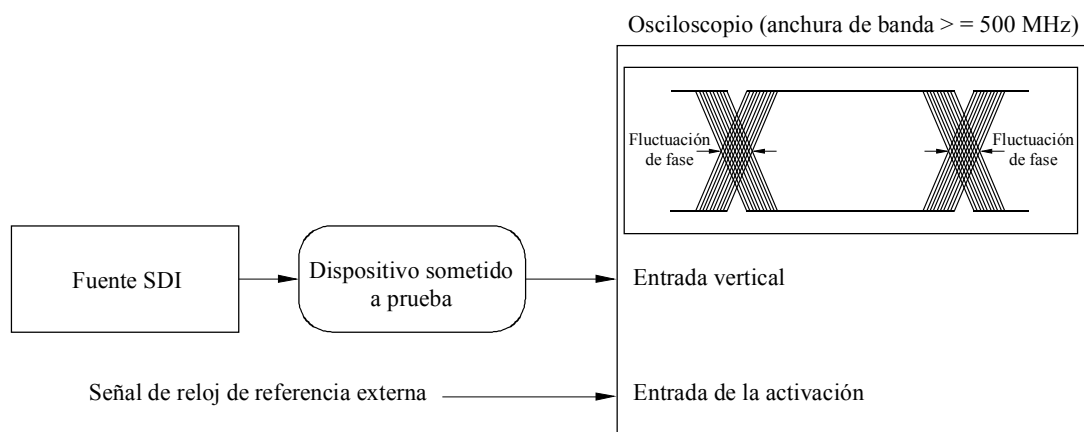 Osciloscopio (anchura de banda > = 500 MHz)
Fluctuación
de fase
Fluctuación
de fase
Fuente SDI
Dispositivo sometido
a prueba
Entrada vertical
Señal de reloj de referencia externa
Entrada de la activación